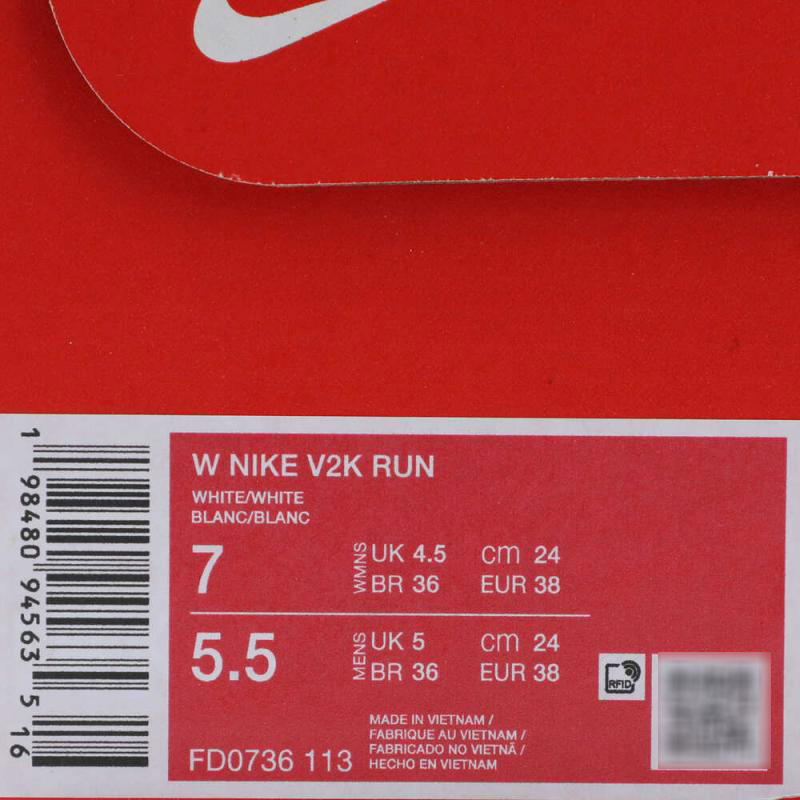 W NIKE V2K RUN
WHITE/WHITE
BLANC/BLANC
7 WMNS UK 4.5 cm 24
BR 36 EUR 38
5.5 MENS UK 5 cm 24
BR 36 EUR 38
RFID
FD0736 113
MADE IN VIETNAM /
FABRIQUE AU VIETNAM /
FABRICADO NO VIETNÃ /
HECHO EN VIETNAM
1 98480 94563 5 16